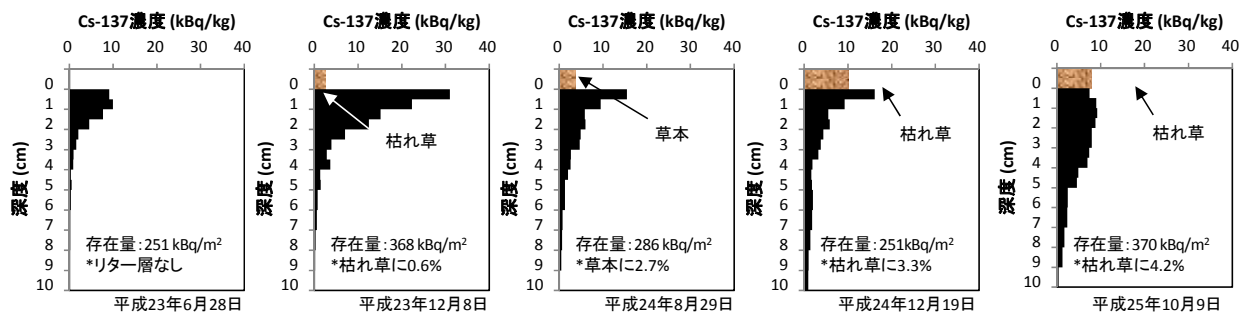 Cs-137濃度 (kBq/kg)
0 10 20 30 40
深度 (cm)
0
1
2
3
4
5
6
7
8
9
10
存在量:251 kBq/m²
*リター層なし
平成23年6月28日
Cs-137濃度 (kBq/kg)
0 10 20 30 40
深度 (cm)
0
1
2
3
4
5
6
7
8
9
10
枯れ草
存在量:368 kBq/m²
*枯れ草に0.6%
平成23年12月8日
Cs-137濃度 (kBq/kg)
0 10 20 30 40
深度 (cm)
0
1
2
3
4
5
6
7
8
9
10
草本
存在量:286 kBq/m²
*草本に2.7%
平成24年8月29日
Cs-137濃度 (kBq/kg)
0 10 20 30 40
深度 (cm)
0
1
2
3
4
5
6
7
8
9
10
枯れ草
存在量:251kBq/m²
*枯れ草に3.3%
平成24年12月19日
Cs-137濃度 (kBq/kg)
0 10 20 30 40
深度 (cm)
0
1
2
3
4
5
6
7
8
9
10
枯れ草
存在量:370 kBq/m²
*枯れ草に4.2%
平成25年10月9日